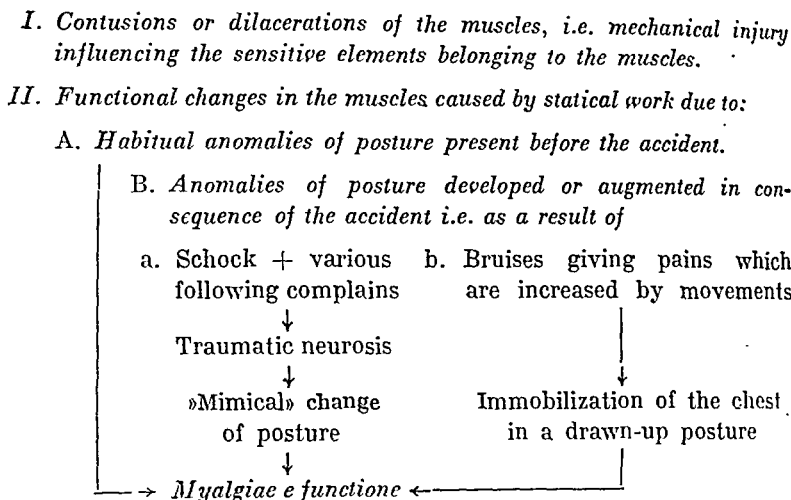 I. Contusions or dilacerations of the muscles, i.e. mechanical injury
influencing the sensitive elements belonging to the muscles.
II. Functional changes in the muscles caused by statical work due to:
A. Habitual anomalies of posture present before the accident.
B. Anomalies of posture developed or augmented in con-
sequence of the accident i.e. as a result of
a. Schock + various b. Bruises giving pains which
following complains are increased by movements
↓
Traumatic neurosis
↓ ↓
»Mimical» change Immobilization of the chest
of posture in a drawn-up posture
↓
→ Myalgiae e functione ←